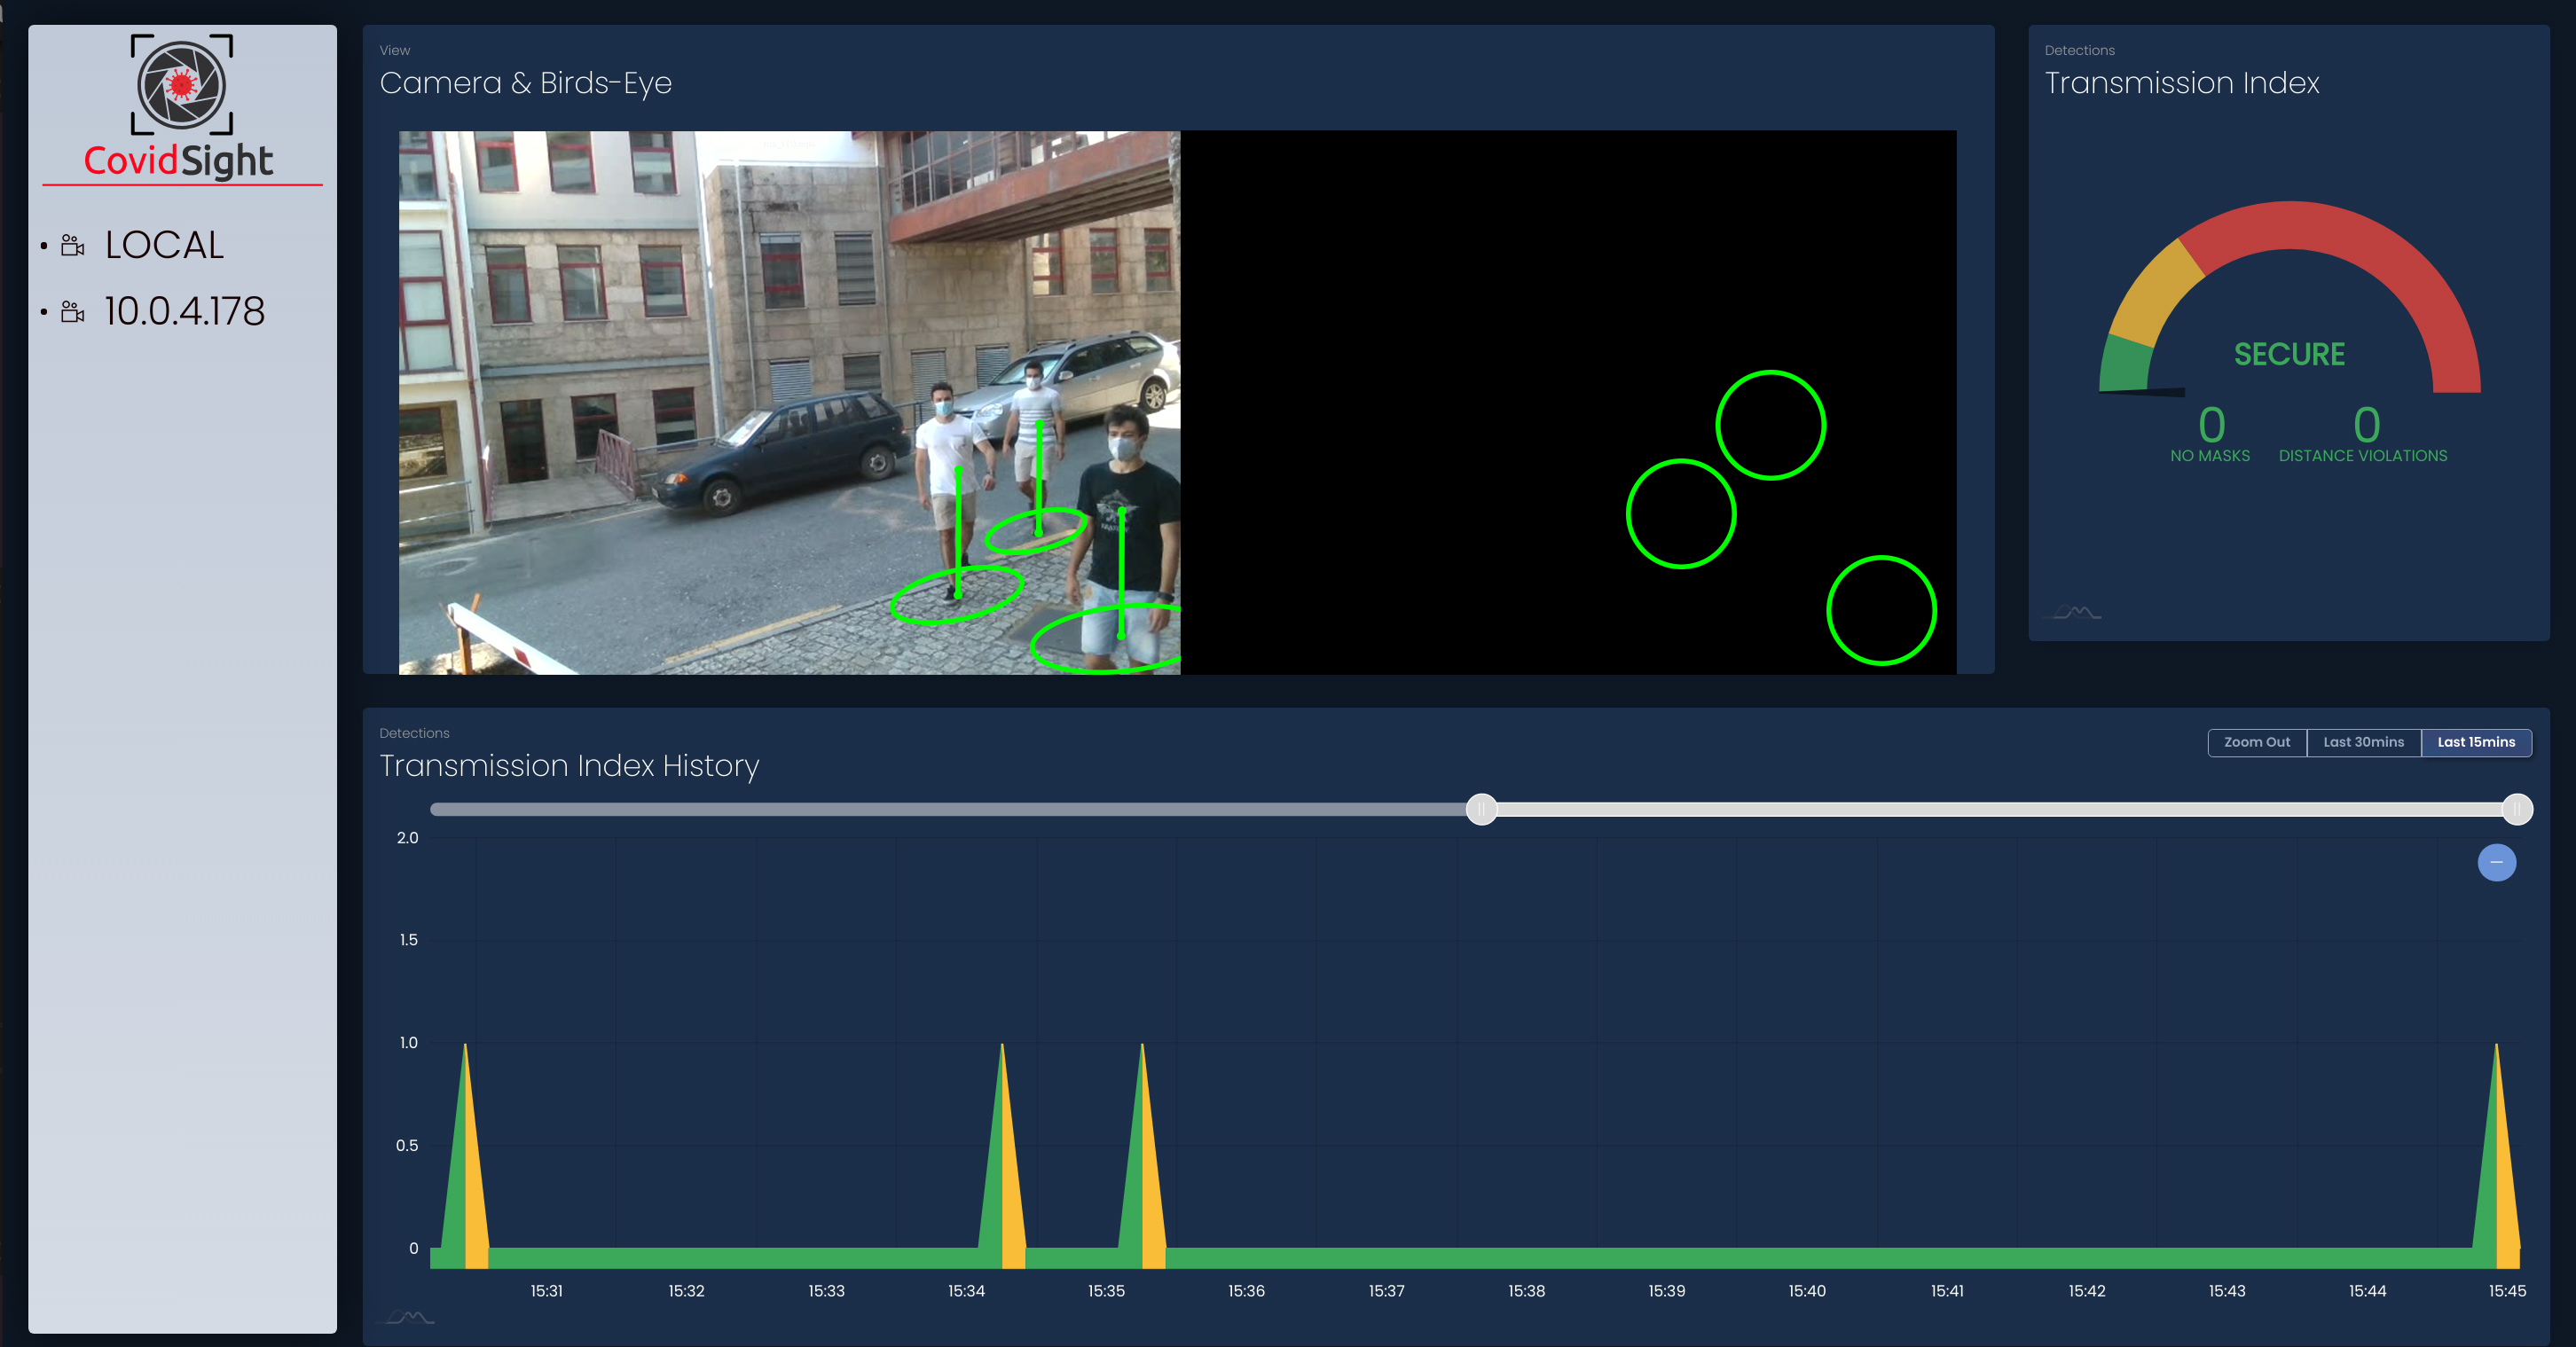 CovidSight
LOCAL
10.0.4.178
View
Camera & Birds-Eye
Detections
Transmission Index
SECURE
0 0
NO MASKS DISTANCE VIOLATIONS
Detections
Transmission Index History
Zoom Out Last 30mins Last 15mins
2.0
1.5
1.0
0.5
0
15:31 15:32 15:33 15:34 15:35 15:36 15:37 15:38 15:39 15:40 15:41 15:42 15:43 15:44 15:45